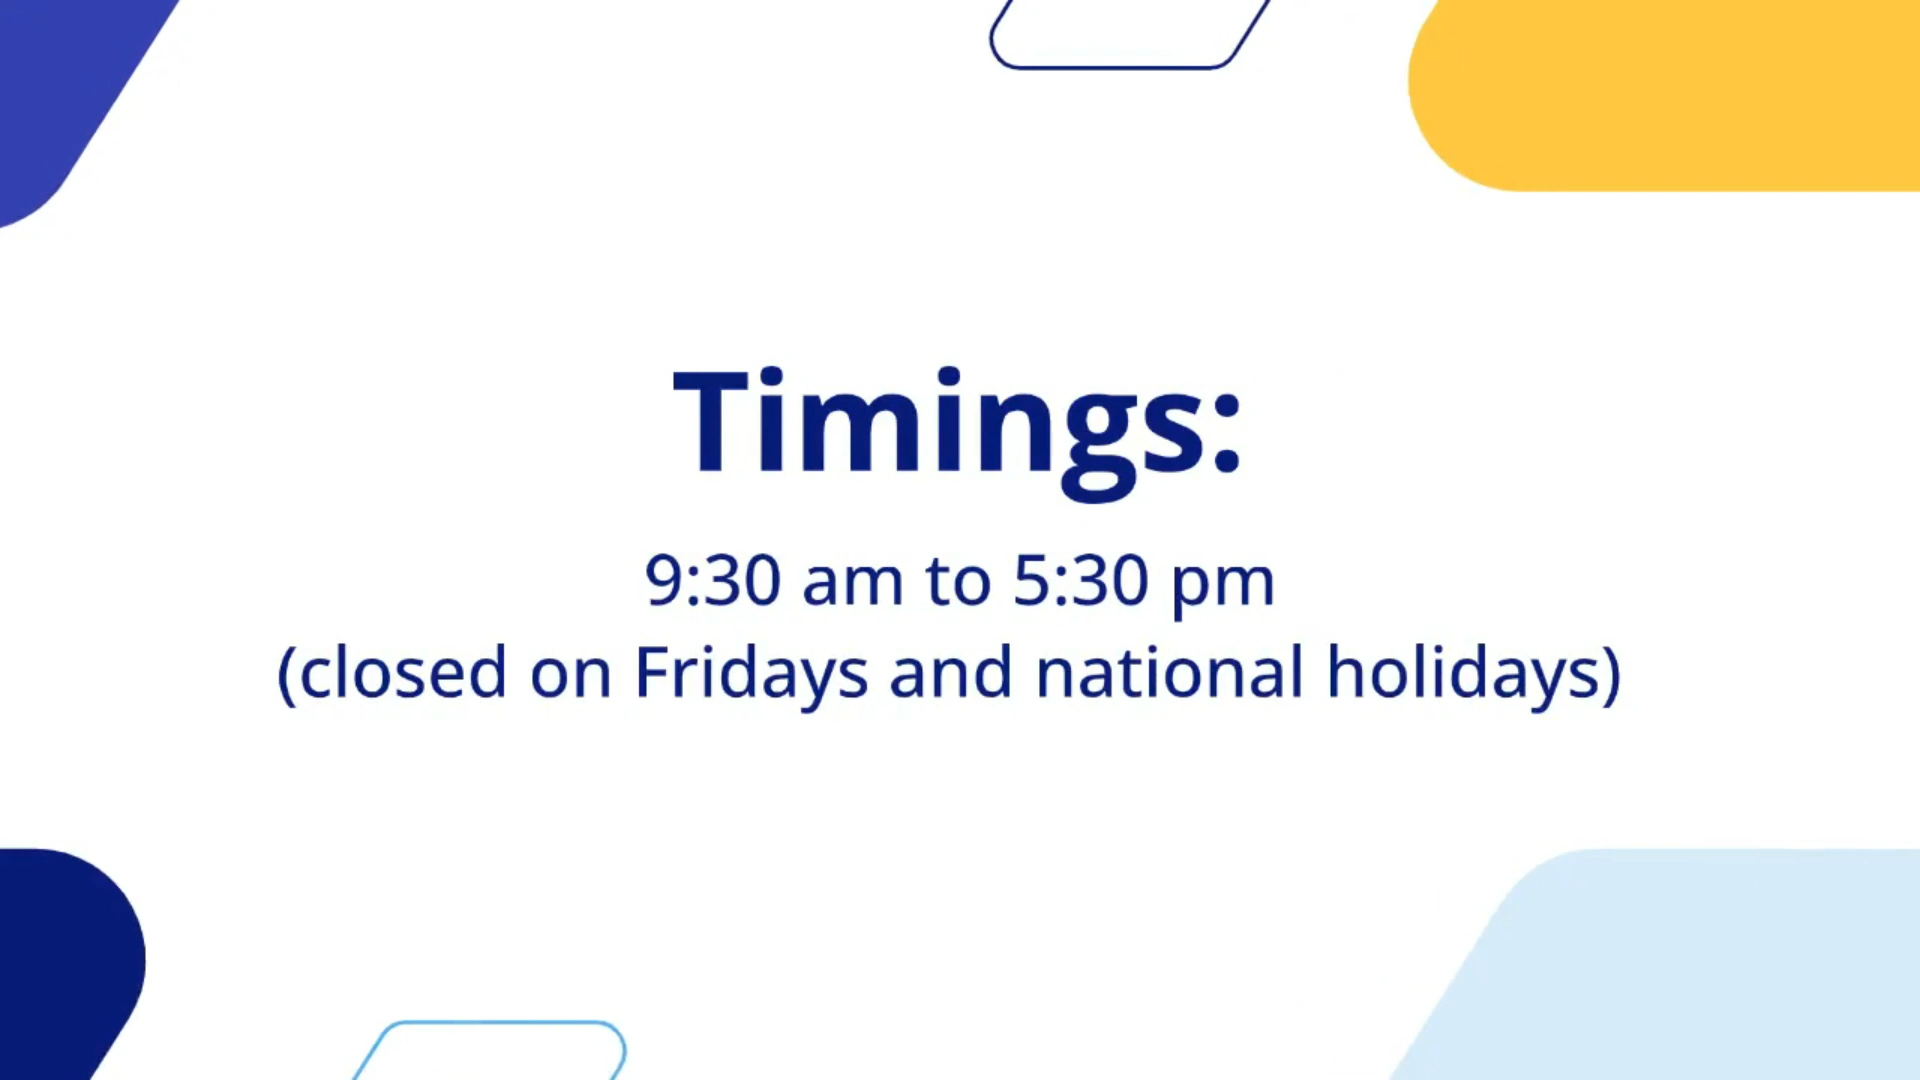 Timings:
9:30 am to 5:30 pm
(closed on Fridays and national holidays)